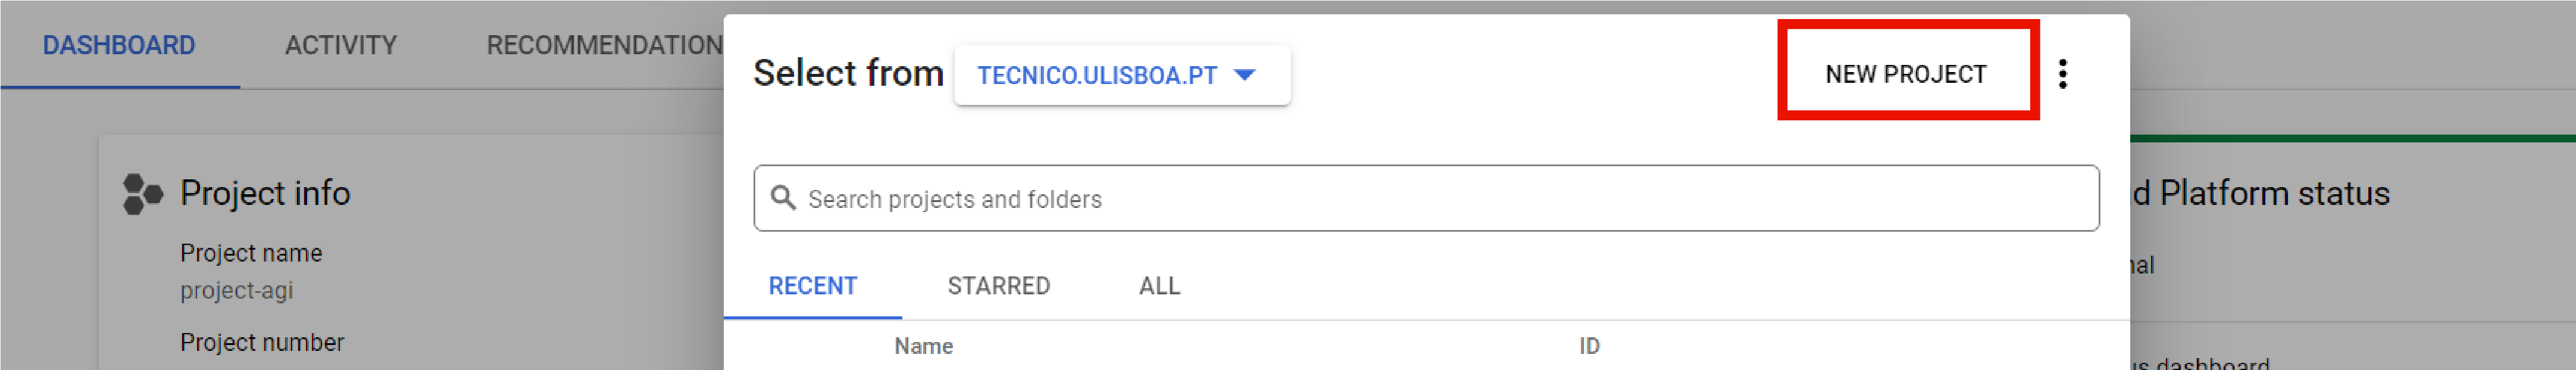 DASHBOARD ACTIVITY RECOMMENDATION
Select from TECNICO.ULISBOA.PT NEW PROJECT
Search projects and folders
RECENT STARRED ALL
Name ID
Project info
Project name
project-agi
Project number
d Platform status
nal
us dashboard